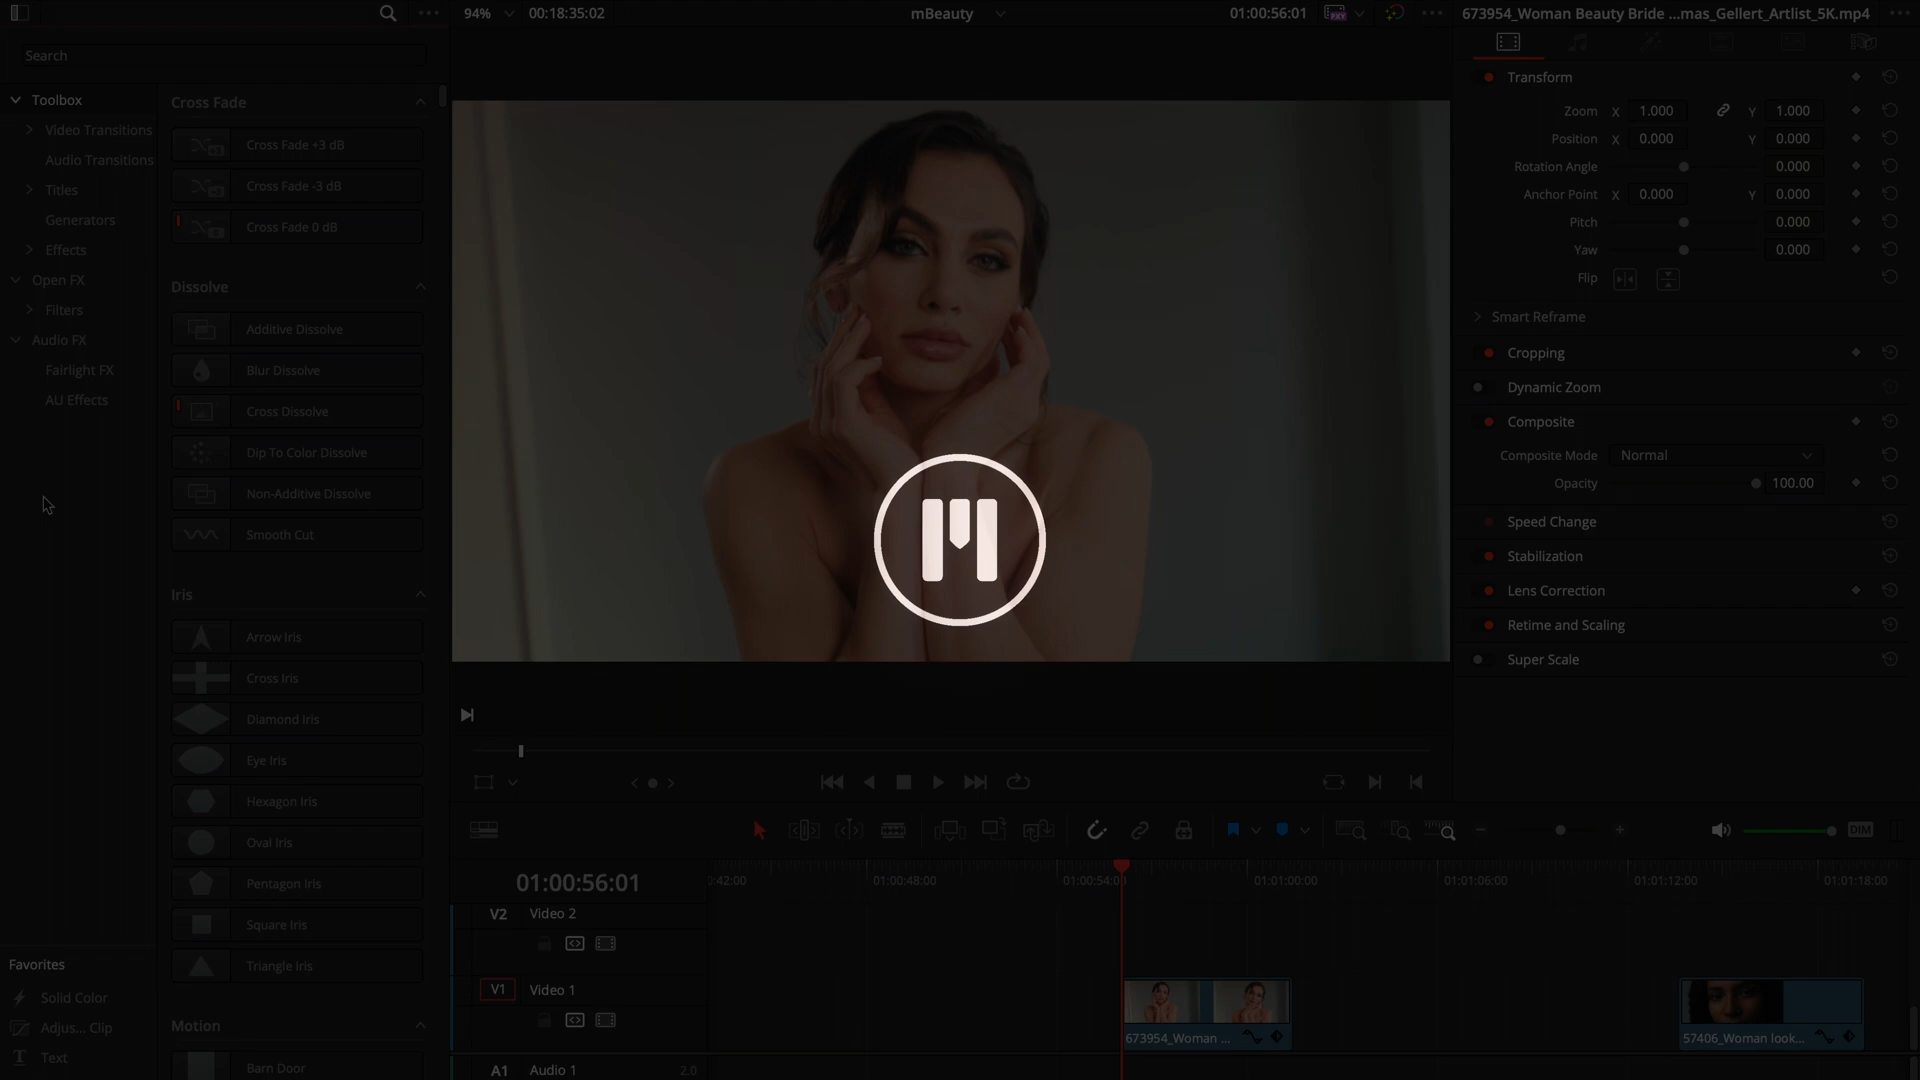 94%
00:18:35:02
mBeauty
01:00:56:01
FXY
673954_Woman Beauty Bride ...mas_Gellert_Artlist_5K.mp4
Search
Toolbox
Video Transitions
Audio Transitions
Titles
Generators
Effects
Open FX
Filters
Audio FX
Fairlight FX
AU Effects
Favorites
Solid Color
Adjus... Clip
Text
Cross Fade
Cross Fade +3 dB
Cross Fade -3 dB
Cross Fade 0 dB
Dissolve
Additive Dissolve
Blur Dissolve
Cross Dissolve
Dip To Color Dissolve
Non-Additive Dissolve
Smooth Cut
Iris
Arrow Iris
Cross Iris
Diamond Iris
Eye Iris
Hexagon Iris
Oval Iris
Pentagon Iris
Square Iris
Triangle Iris
Motion
Barn Door
Transform
Zoom X 1.000 Y 1.000
Position X 0.000 Y 0.000
Rotation Angle 0.000
Anchor Point X 0.000 Y 0.000
Pitch 0.000
Yaw 0.000
Flip
Smart Reframe
Cropping
Dynamic Zoom
Composite
Composite Mode Normal
Opacity 100.00
Speed Change
Stabilization
Lens Correction
Retime and Scaling
Super Scale
DIM
01:00:56:01
:42:00 01:00:48:00 01:00:54:0 01:01:00:00 01:01:06:00 01:01:12:00 01:01:18:00
V2 Video 2
V1 Video 1
673954_Woman ...
57406_Woman look...
A1 Audio 1 2.0